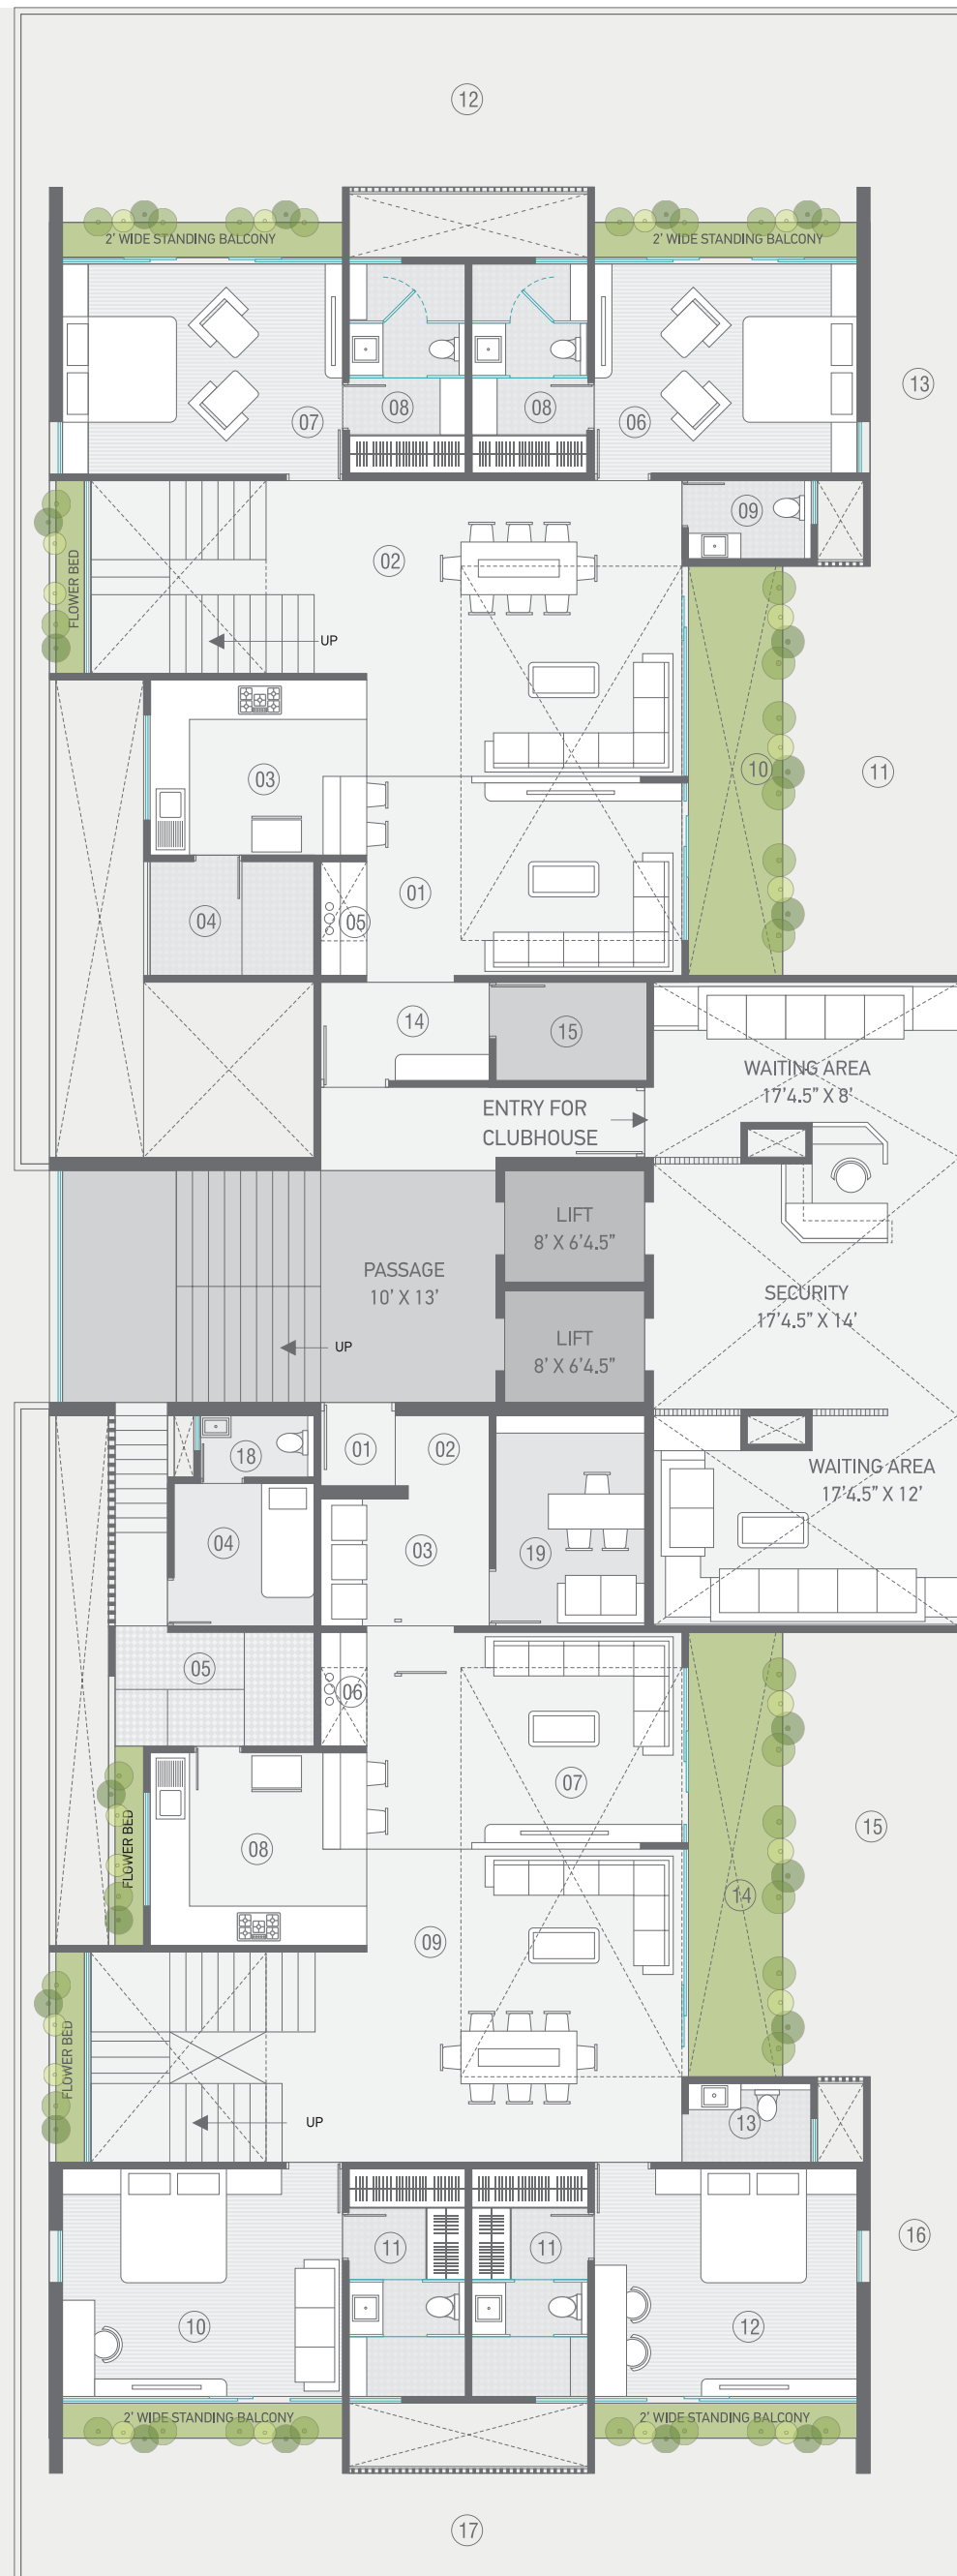 12
2' WIDE STANDING BALCONY
2' WIDE STANDING BALCONY
13
08
08
07
06
09
02
FLOWER BED
UP
03
10
11
01
04
05
14
15
WAITING AREA
17'4.5" X 8'
ENTRY FOR
CLUBHOUSE
LIFT
8' X 6'4.5"
PASSAGE
10' X 13'
SECURITY
17'4.5" X 14'
LIFT
8' X 6'4.5"
UP
18
01
02
WAITING AREA
17'4.5" X 12'
04
03
19
05
06
07
15
FLOWER BED
08
14
09
FLOWER BED
UP
13
16
11
11
10
12
2' WIDE STANDING BALCONY
2' WIDE STANDING BALCONY
17